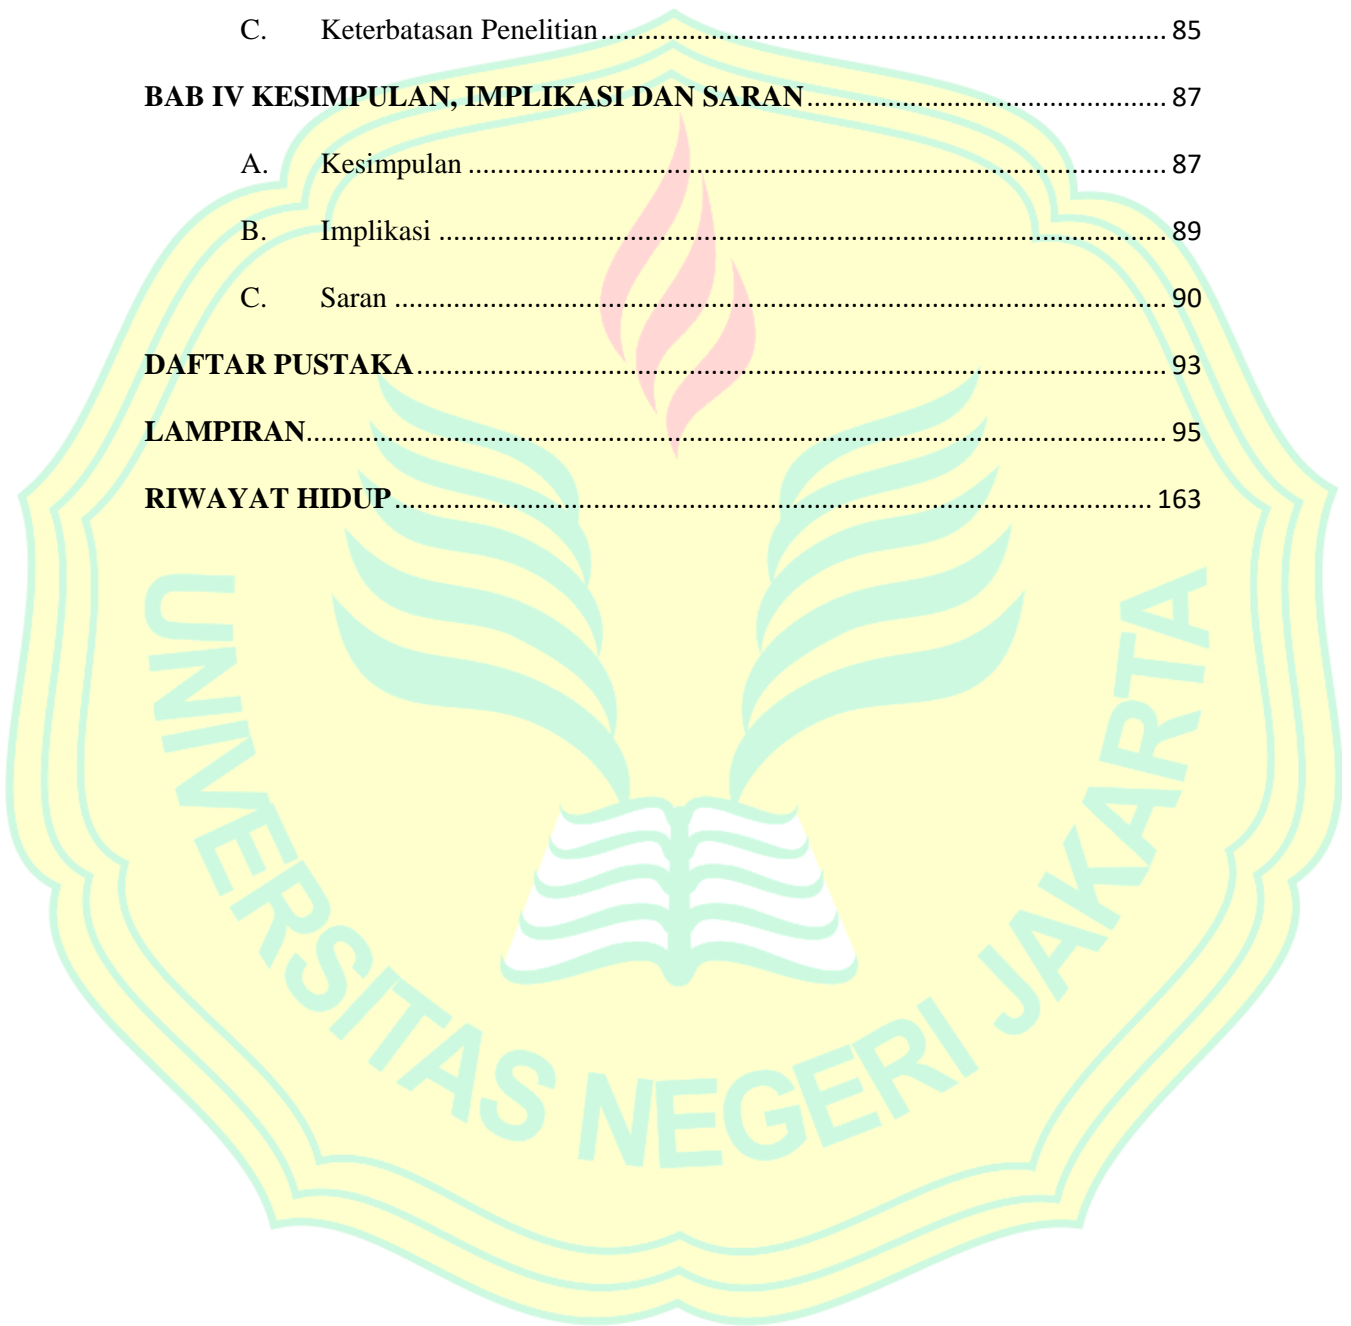 C. Keterbatasan Penelitian........................................................................... 85
BAB IV KESIMPULAN, IMPLIKASI DAN SARAN............................................... 87
A. Kesimpulan ............................................................................................ 87
B. Implikasi ................................................................................................ 89
C. Saran ...................................................................................................... 90
DAFTAR PUSTAKA.................................................................................................... 93
LAMPIRAN.................................................................................................................. 95
RIWAYAT HIDUP..................................................................................................... 163
UNIVERSITAS NEGERI JAKARTA